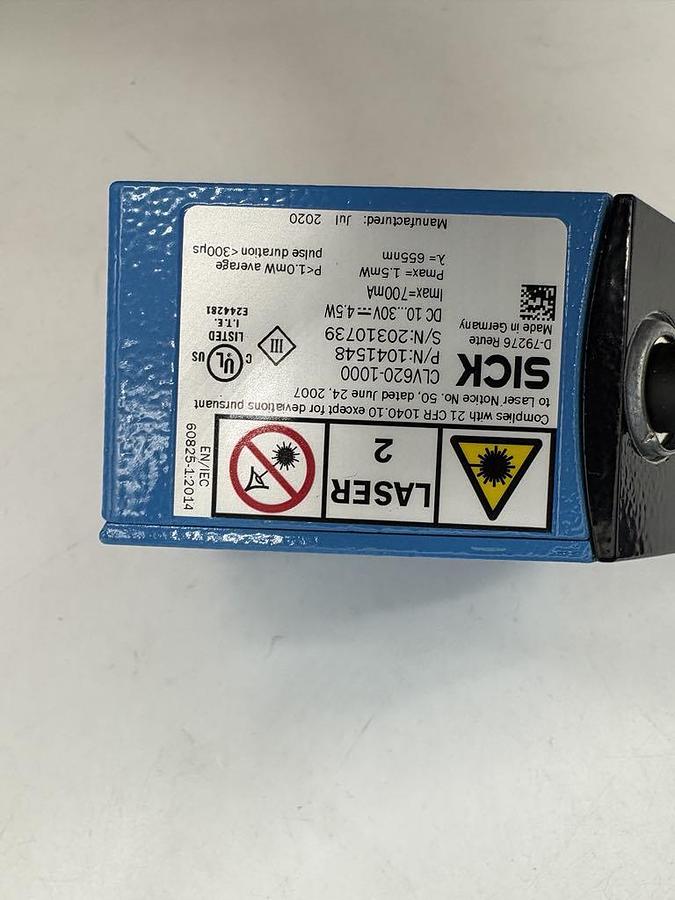 LASER
2
EN/IEC
60825-1:2014
Complies with 21 CFR 1040.10 except for deviations pursuant
to Laser Notice No. 50, dated June 24, 2007
SICK
D-79276 Reute
Made in Germany
CLV620-1000
P/N:1041548
S/N:20310739
DC 10...30V⎓4.5W
Imax=700mA
Pmax= 1.5mW
λ= 655nm
III
C UL US
LISTED
I.T.E.
E244281
P<1.0mW average
pulse duration<300µs
Manufactured: Jul 2020